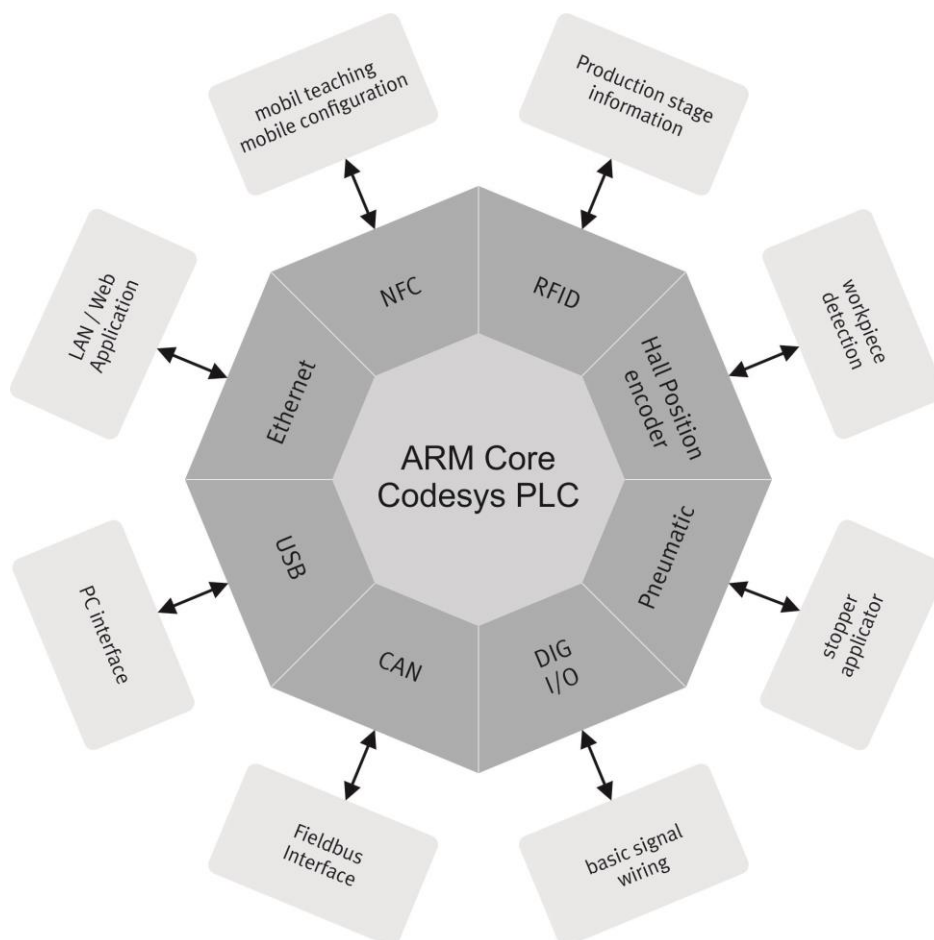 mobil teaching
mobile configuration
Production stage
information
LAN / Web
Application
NFC
RFID
workpiece
detection
Ethernet
Hall Position
encoder
ARM Core
Codesys PLC
USB
Pneumatic
PC interface
CAN
DIG
I/O
stopper
applicator
Fieldbus
Interface
basic signal
wiring